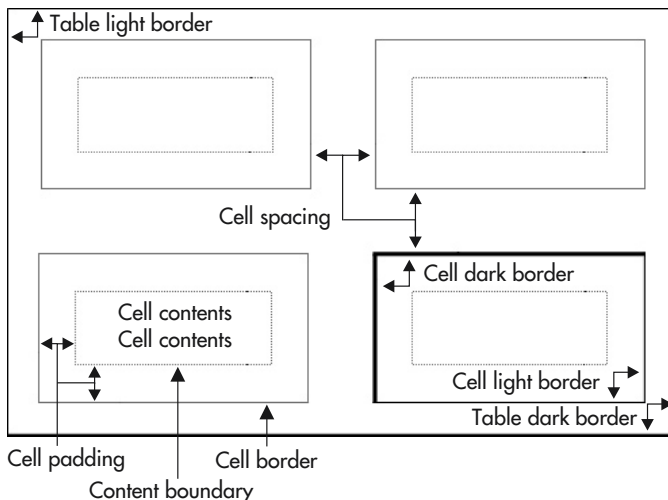 Table light border
Cell spacing
Cell dark border
Cell contents
Cell contents
Cell light border
Table dark border
Cell padding
Cell border
Content boundary